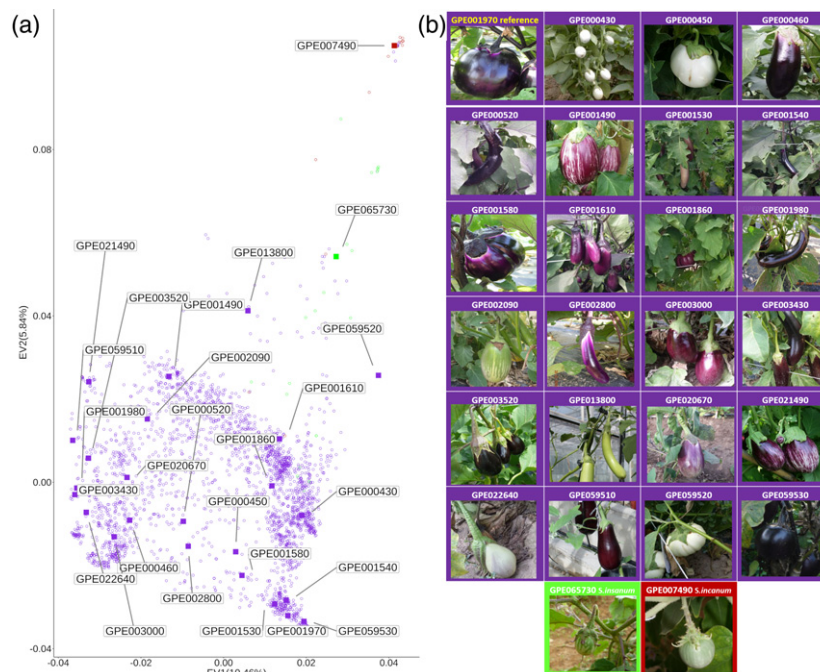 (a)
GPE007490
0.08
GPE065730
GPE013800
GPE021490
GPE003520
GPE001490
0.04
GPE059520
GPE059510
GPE002090
GPE000520
GPE001610
GPE001980
GPE001860
GPE020670
GPE000450
GPE000430
0.00
GPE003430
GPE001580
GPE001540
GPE022640
GPE000460
GPE002800
GPE003000
GPE001530
GPE001970
GPE059530
-0.04
-0.04
-0.02
0.00
0.02
0.04
EV2(5.84%)
(b)
GPE001970 reference
GPE000430
GPE000450
GPE000460
GPE000520
GPE001490
GPE001530
GPE001540
GPE001580
GPE001610
GPE001860
GPE001980
GPE002090
GPE002800
GPE003000
GPE003430
GPE003520
GPE013800
GPE020670
GPE021490
GPE022640
GPE059510
GPE059520
GPE059530
GPE065730 S.insanum
GPE007490 S.incanum